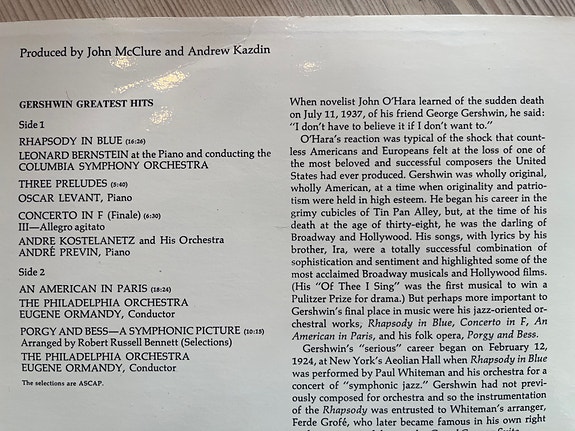 Produced by John McClure and Andrew Kazdin
GERSHWIN GREATEST HITS
Side 1
RHAPSODY IN BLUE (16:26)
LEONARD BERNSTEIN at the Piano and conducting the
COLUMBIA SYMPHONY ORCHESTRA
THREE PRELUDES (5:40)
OSCAR LEVANT, Piano
CONCERTO IN F (Finale) (6:30)
III—Allegro agitato
ANDRE KOSTELANETZ and His Orchestra
ANDRÉ PREVIN, Piano
Side 2
AN AMERICAN IN PARIS (18:24)
THE PHILADELPHIA ORCHESTRA
EUGENE ORMANDY, Conductor
PORGY AND BESS—A SYMPHONIC PICTURE (10:15)
Arranged by Robert Russell Bennett (Selections)
THE PHILADELPHIA ORCHESTRA
EUGENE ORMANDY, Conductor
The selections are ASCAP.
When novelist John O'Hara learned of the sudden death
on July 11, 1937, of his friend George Gershwin, he said:
"I don't have to believe it if I don't want to."
O'Hara's reaction was typical of the shock that count-
less Americans and Europeans felt at the loss of one of
the most beloved and successful composers the United
States had ever produced. Gershwin was wholly original,
wholly American, at a time when originality and patrio-
tism were held in high esteem. He began his career in the
grimy cubicles of Tin Pan Alley, but, at the time of his
death at the age of thirty-eight, he was the darling of
Broadway and Hollywood. His songs, with lyrics by his
brother, Ira, were a totally successful combination of
sophistication and sentiment and highlighted some of the
most acclaimed Broadway musicals and Hollywood films.
(His "Of Thee I Sing" was the first musical to win a
Pulitzer Prize for drama.) But perhaps more important to
Gershwin's final place in music were his jazz-oriented or-
chestral works, Rhapsody in Blue, Concerto in F, An
American in Paris, and his folk opera, Porgy and Bess.
Gershwin's "serious" career began on February 12,
1924, at New York's Aeolian Hall when Rhapsody in Blue
was performed by Paul Whiteman and his orchestra for a
concert of "symphonic jazz." Gershwin had not previ-
ously composed for orchestra and so the instrumentation
of the Rhapsody was entrusted to Whiteman's arranger,
Ferde Grofé, who later became famous in his own right